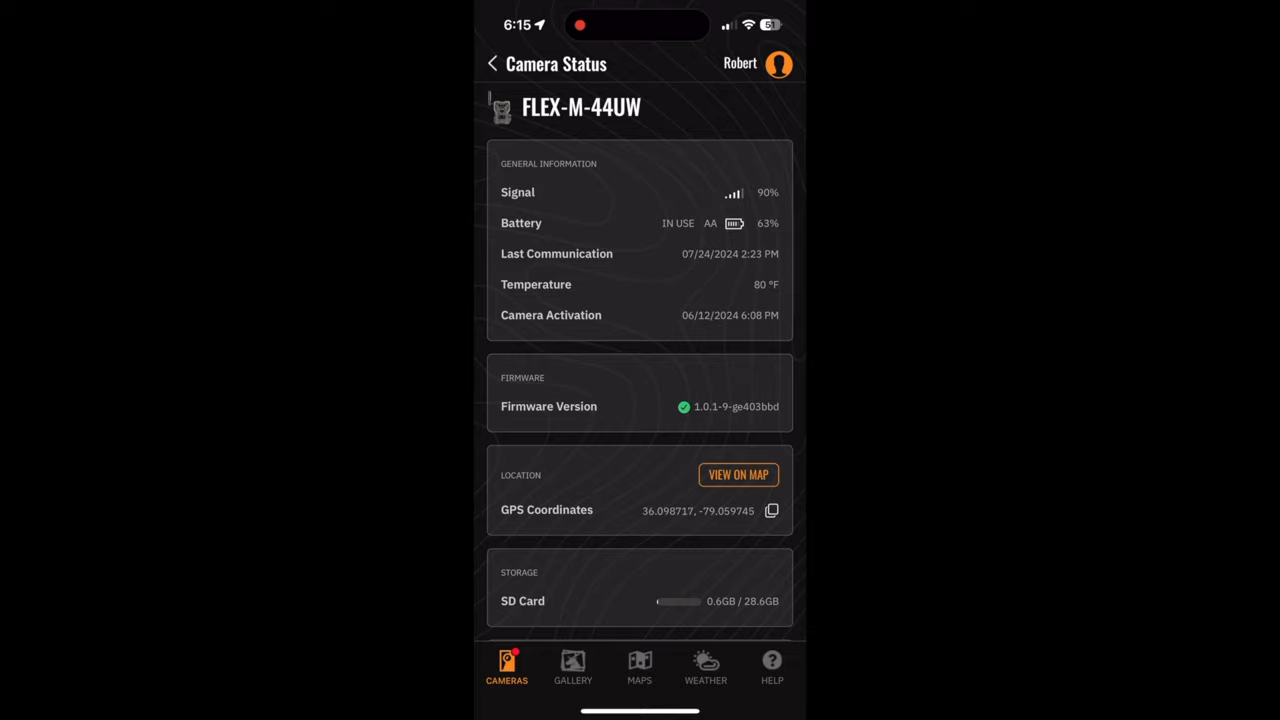 6:15 51
Camera Status Robert
FLEX-M-44UW
GENERAL INFORMATION
Signal 90%
Battery IN USE AA 63%
Last Communication 07/24/2024 2:23 PM
Temperature 80 °F
Camera Activation 06/12/2024 6:08 PM
FIRMWARE
Firmware Version 1.0.1-9-ge403bbd
LOCATION VIEW ON MAP
GPS Coordinates 36.098717, -79.059745
STORAGE
SD Card 0.6GB / 28.6GB
CAMERAS GALLERY MAPS WEATHER HELP